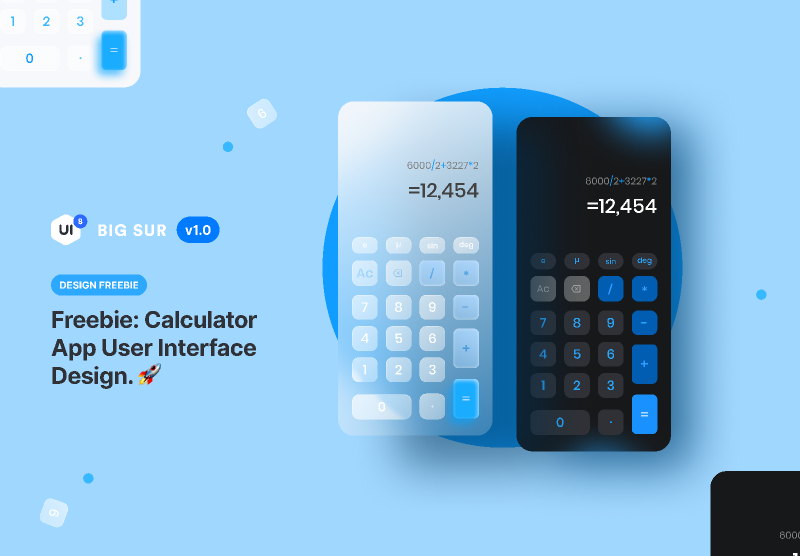 1 2 3
+
0 ·
=
6
UI 8
BIG SUR v1.0
DESIGN FREEBIE
Freebie: Calculator
App User Interface
Design. 🚀
6000/2+3227*2
=12,454
¤ μ sin deg
Ac ⌫ / *
7 8 9 -
4 5 6 +
1 2 3
0 · =
6000/2+3227*2
=12,454
¤ μ sin deg
Ac ⌫ / *
7 8 9 -
4 5 6 +
1 2 3
0 · =
6000